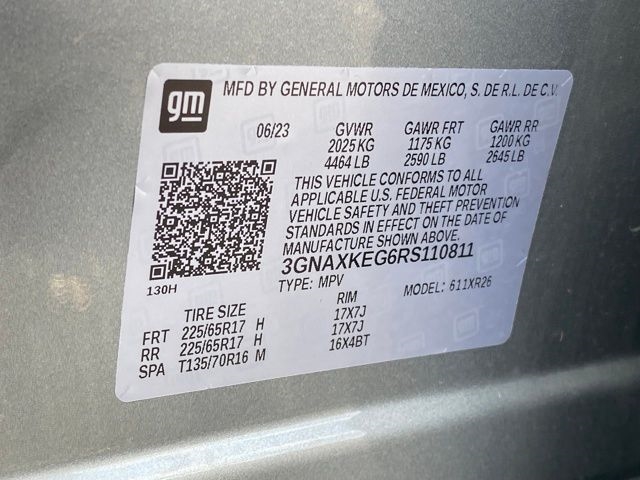 gm
MFD BY GENERAL MOTORS DE MEXICO, S. DE R.L. DE C.V.
06/23 GVWR GAWR FRT GAWR RR
2025 KG 1175 KG 1200 KG
4464 LB 2590 LB 2645 LB
THIS VEHICLE CONFORMS TO ALL
APPLICABLE U.S. FEDERAL MOTOR
VEHICLE SAFETY AND THEFT PREVENTION
STANDARDS IN EFFECT ON THE DATE OF
MANUFACTURE SHOWN ABOVE.
3GNAXKEG6RS110811
130H
TYPE: MPV MODEL: 611XR26
TIRE SIZE RIM
FRT 225/65R17 H 17X7J
RR 225/65R17 H 17X7J
SPA T135/70R16 M 16X4BT